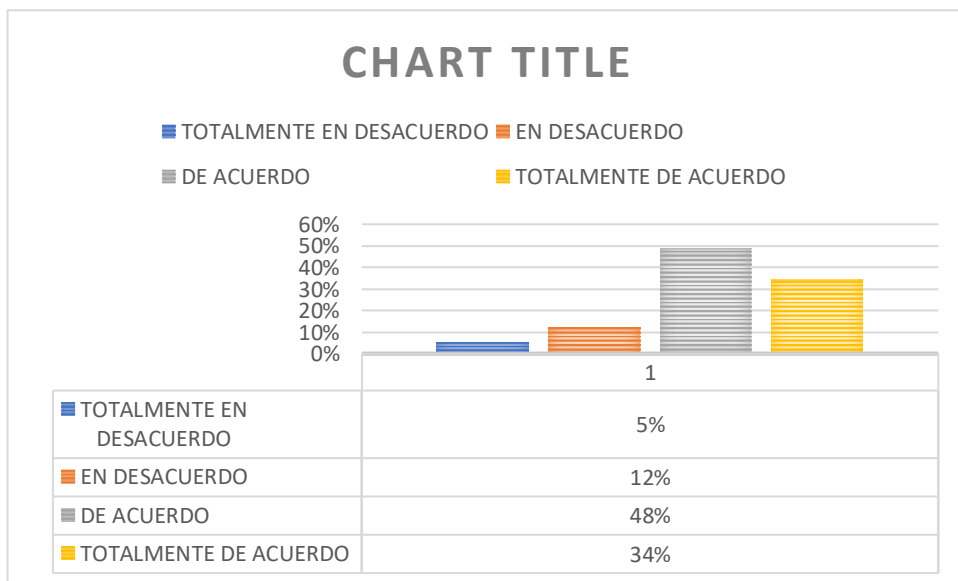 CHART TITLE
TOTALMENTE EN DESACUERDO EN DESACUERDO
DE ACUERDO TOTALMENTE DE ACUERDO
60%
50%
40%
30%
20%
10%
0%
1
TOTALMENTE EN
DESACUERDO
5%
EN DESACUERDO 12%
DE ACUERDO 48%
TOTALMENTE DE ACUERDO 34%